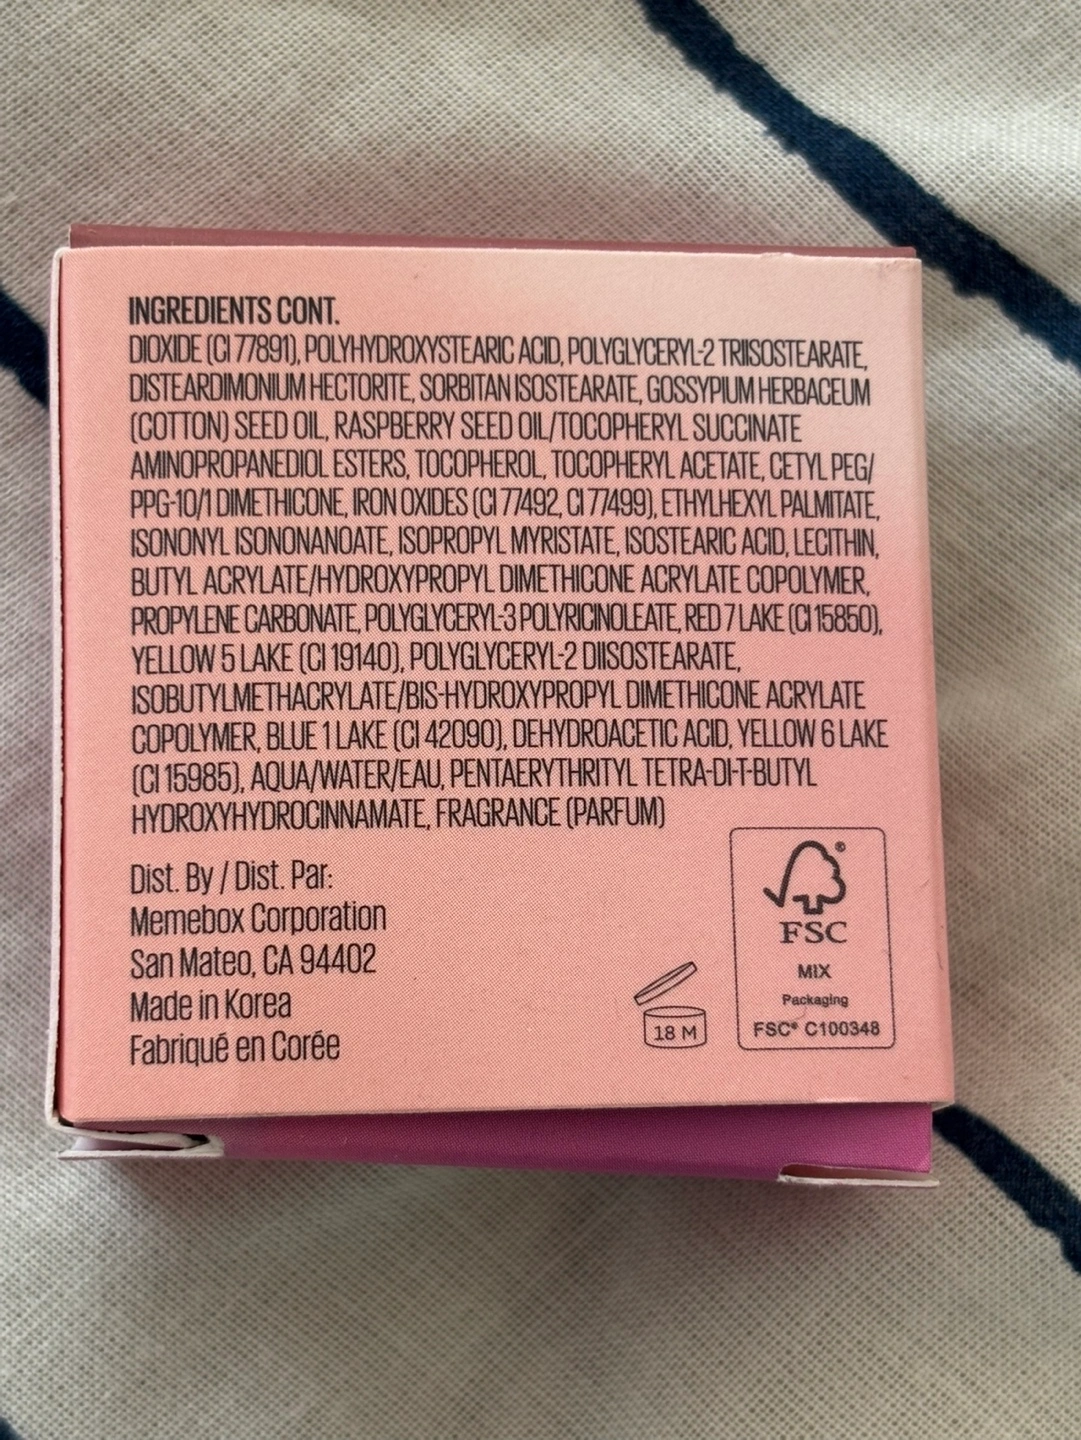 INGREDIENTS CONT.
DIOXIDE (CI 77891), POLYHYDROXYSTEARIC ACID, POLYGLYCERYL-2 TRIISOSTEARATE,
DISTEARDIMONIUM HECTORITE, SORBITAN ISOSTEARATE, GOSSYPIUM HERBACEUM
(COTTON) SEED OIL, RASPBERRY SEED OIL/TOCOPHERYL SUCCINATE
AMINOPROPANEDIOL ESTERS, TOCOPHEROL, TOCOPHERYL ACETATE, CETYL PEG/
PPG-10/1 DIMETHICONE, IRON OXIDES (CI 77492, CI 77499), ETHYLHEXYL PALMITATE,
ISONONYL ISONONANOATE, ISOPROPYL MYRISTATE, ISOSTEARIC ACID, LECITHIN,
BUTYL ACRYLATE/HYDROXYPROPYL DIMETHICONE ACRYLATE COPOLYMER,
PROPYLENE CARBONATE, POLYGLYCERYL-3 POLYRICINOLEATE, RED 7 LAKE (CI 15850),
YELLOW 5 LAKE (CI 19140), POLYGLYCERYL-2 DIISOSTEARATE,
ISOBUTYLMETHACRYLATE/BIS-HYDROXYPROPYL DIMETHICONE ACRYLATE
COPOLYMER, BLUE 1 LAKE (CI 42090), DEHYDROACETIC ACID, YELLOW 6 LAKE
(CI 15985), AQUA/WATER/EAU, PENTAERYTHRITYL TETRA-DI-T-BUTYL
HYDROXYHYDROCINNAMATE, FRAGRANCE (PARFUM)
Dist. By / Dist. Par:
Memebox Corporation
San Mateo, CA 94402
Made in Korea
Fabriqué en Corée
18 M
®
FSC
MIX
Packaging
FSC® C100348